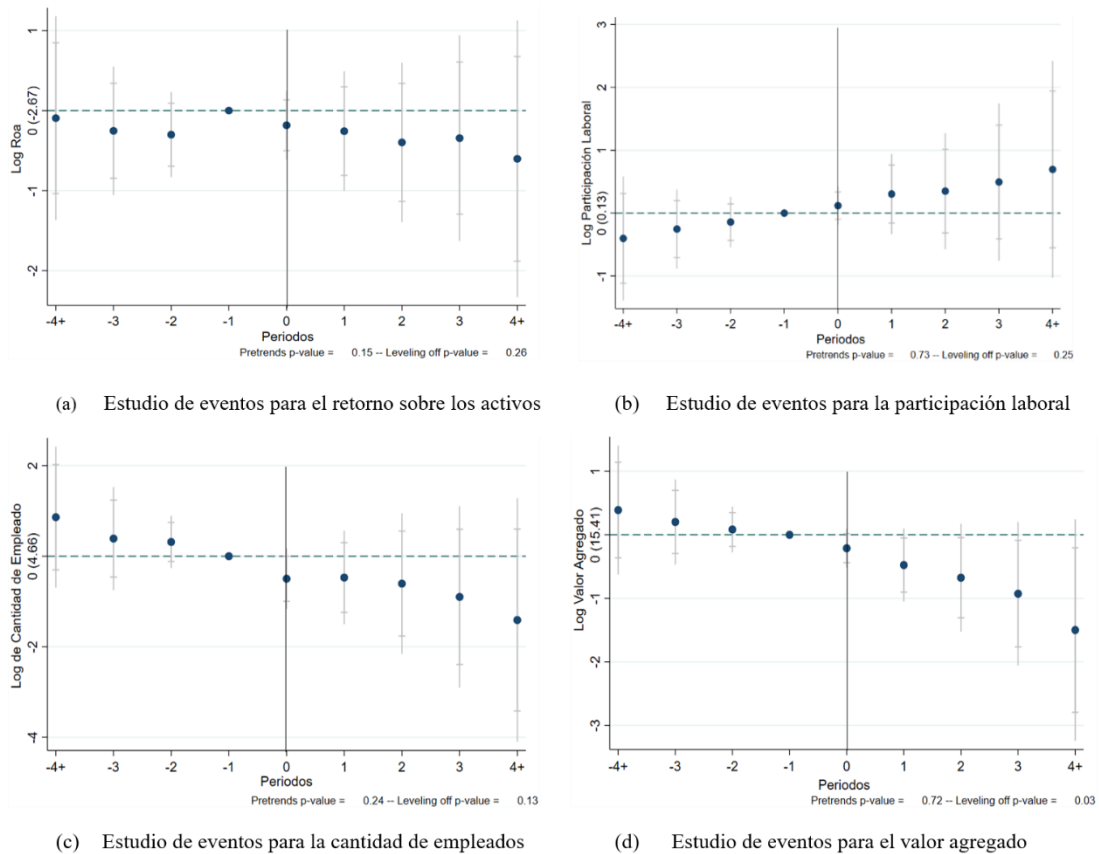 1
0 (-2.67)
-1
-2
Log Roa
-4+ -3 -2 -1 0 1 2 3 4+
Periodos
Pretrends p-value = 0.15 -- Leveling off p-value = 0.26
(a) Estudio de eventos para el retorno sobre los activos
3
2
1
0 (0.13)
-1
Log Participación Laboral
-4+ -3 -2 -1 0 1 2 3 4+
Periodos
Pretrends p-value = 0.73 -- Leveling off p-value = 0.25
(b) Estudio de eventos para la participación laboral
2
0 (4.66)
-2
-4
Log de Cantidad de Empleado
-4+ -3 -2 -1 0 1 2 3 4+
Periodos
Pretrends p-value = 0.24 -- Leveling off p-value = 0.13
(c) Estudio de eventos para la cantidad de empleados
1
0 (15.41)
-1
-2
-3
Log Valor Agregado
-4+ -3 -2 -1 0 1 2 3 4+
Periodos
Pretrends p-value = 0.72 -- Leveling off p-value = 0.03
(d) Estudio de eventos para el valor agregado